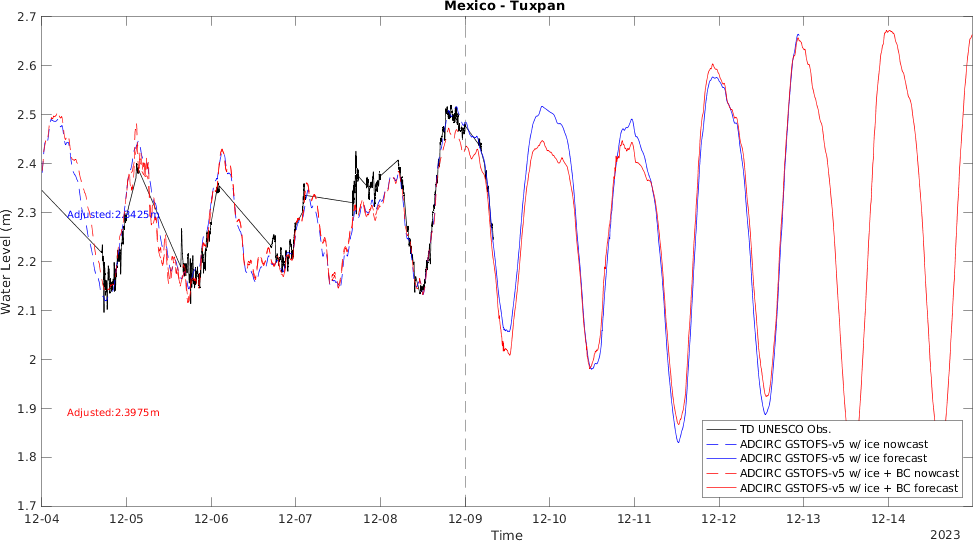 Mexico - Tuxpan
2.7
2.6
2.5
2.4
2.3
2.2
2.1
2
1.9
1.8
1.7
Water Level (m)
Adjusted:2.3425m
Adjusted:2.3975m
TD UNESCO Obs.
ADCIRC GSTOFS-v5 w/ ice nowcast
ADCIRC GSTOFS-v5 w/ ice forecast
ADCIRC GSTOFS-v5 w/ ice + BC nowcast
ADCIRC GSTOFS-v5 w/ ice + BC forecast
12-04 12-05 12-06 12-07 12-08 12-09 12-10 12-11 12-12 12-13 12-14
Time
2023